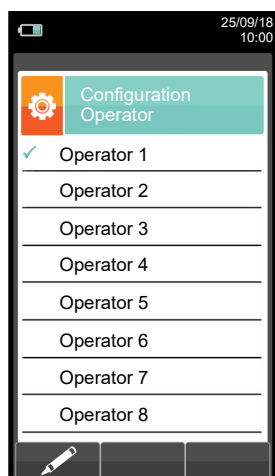 25/09/18
10:00
Configuration
Operator
Operator 1
Operator 2
Operator 3
Operator 4
Operator 5
Operator 6
Operator 7
Operator 8